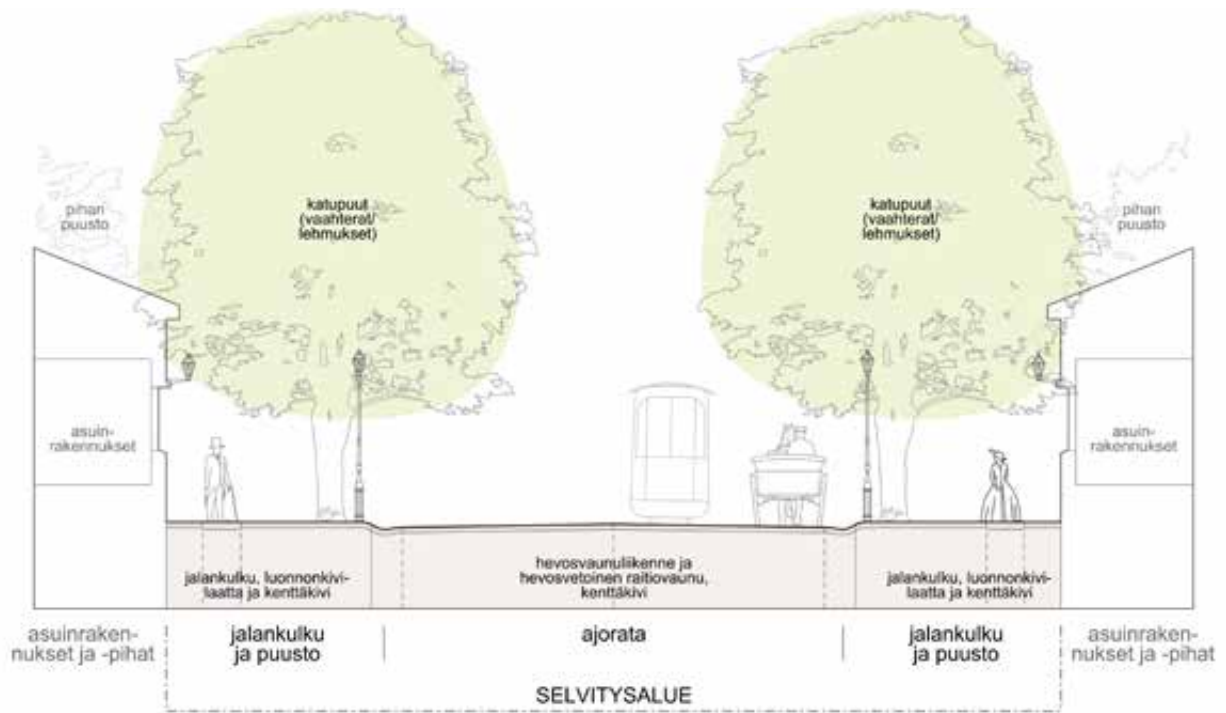 katupuut
(vaahterat/
lehmukset)
katupuut
(vaahterat/
lehmukset)
pihan
puusto
pihan
puusto
asuin-
rakennukset
asuin-
rakennukset
jalankulku, luonnonkivi-
laatta ja kenttäkivi
hevosvaunuliikenne ja
hevosvetoinen raitiovaunu,
kenttäkivi
jalankulku, luonnonkivi-
laatta ja kenttäkivi
asuinraken-
nukset ja -pihat
jalankulku
ja puusto
ajorata
jalankulku
ja puusto
asuinraken-
nukset ja -pihat
SELVITYSALUE